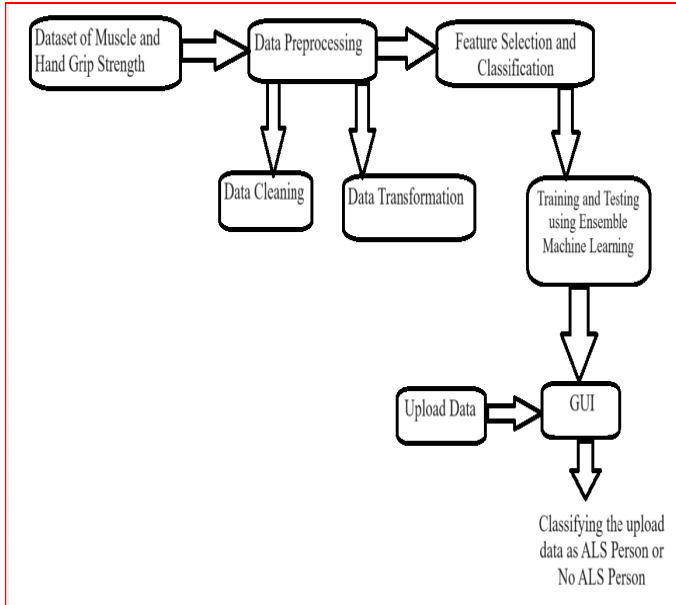 Dataset of Muscle and
Hand Grip Strength
Data Preprocessing
Feature Selection and
Classification
Data Cleaning
Data Transformation
Training and Testing
using Ensemble
Machine Learning
Upload Data
GUI
Classifying the upload
data as ALS Person or
No ALS Person